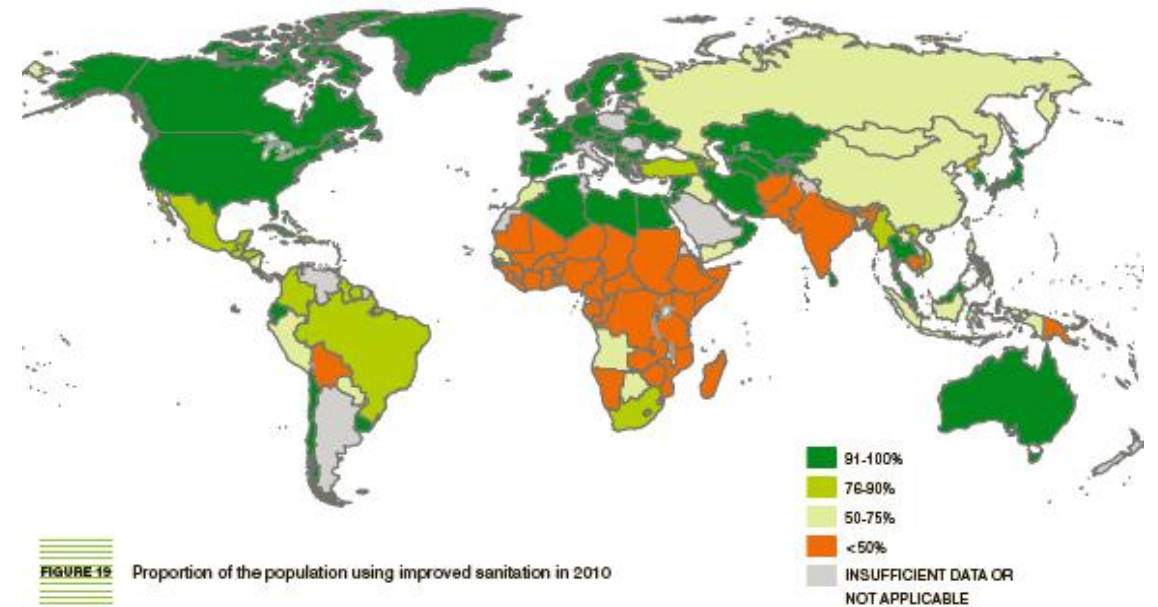 91-100%
76-90%
50-75%
<50%
INSUFFICIENT DATA OR
NOT APPLICABLE
FIGURE 19 Proportion of the population using improved sanitation in 2010